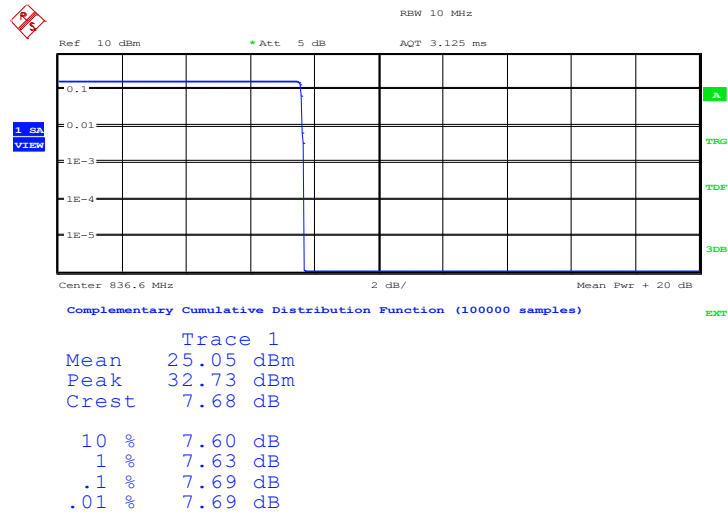 R S
RBW 10 MHz
Ref 10 dBm * Att 5 dB AQT 3.125 ms
0.1
A
0.01
1 SA
VIEW
TRG
1E-3
TDF
1E-4
1E-5
3DB
Center 836.6 MHz 2 dB/ Mean Pwr + 20 dB
Complementary Cumulative Distribution Function (100000 samples)
EXT
Trace 1
Mean 25.05 dBm
Peak 32.73 dBm
Crest 7.68 dB
10 % 7.60 dB
1 % 7.63 dB
.1 % 7.69 dB
.01 % 7.69 dB